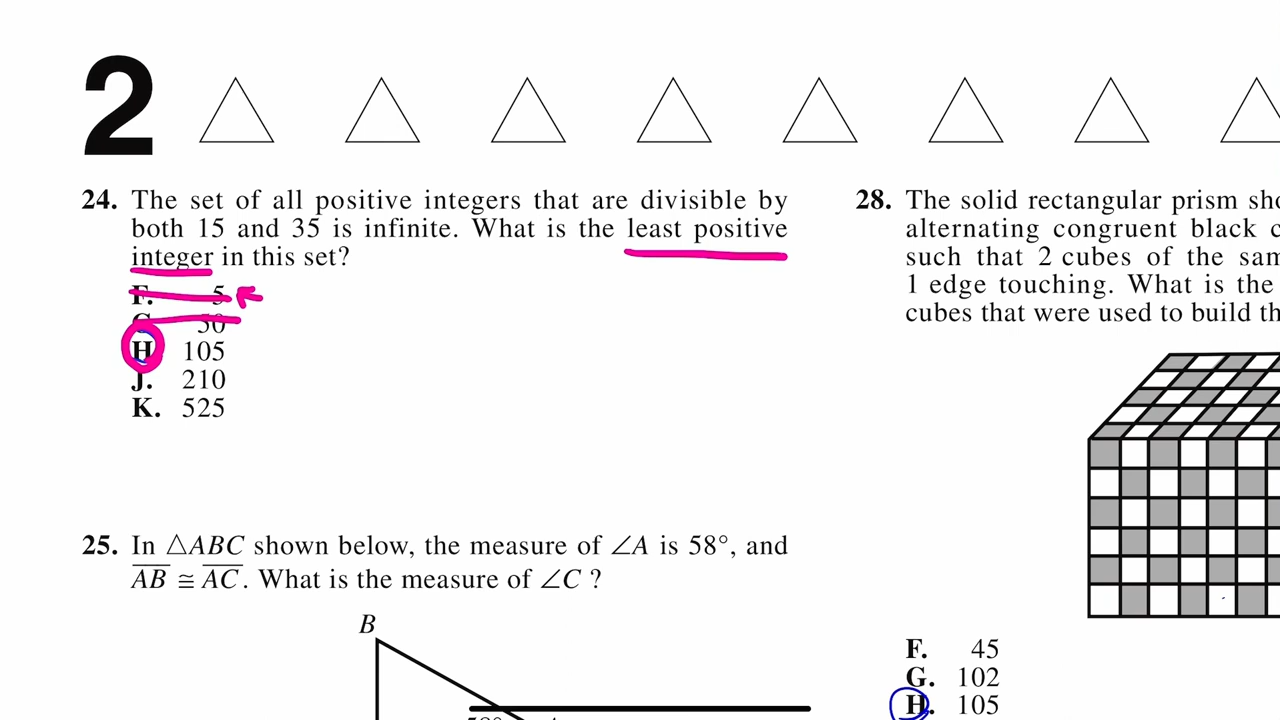 2
24. The set of all positive integers that are divisible by
both 15 and 35 is infinite. What is the least positive
integer in this set?
F. 5
G. 50
H. 105
J. 210
K. 525
25. In △ABC shown below, the measure of ∠A is 58°, and
AB ≅ AC. What is the measure of ∠C ?
B
28. The solid rectangular prism
alternating congruent black
such that 2 cubes of the
1 edge touching. What is the
cubes that were used to build
F. 45
G. 102
H. 105